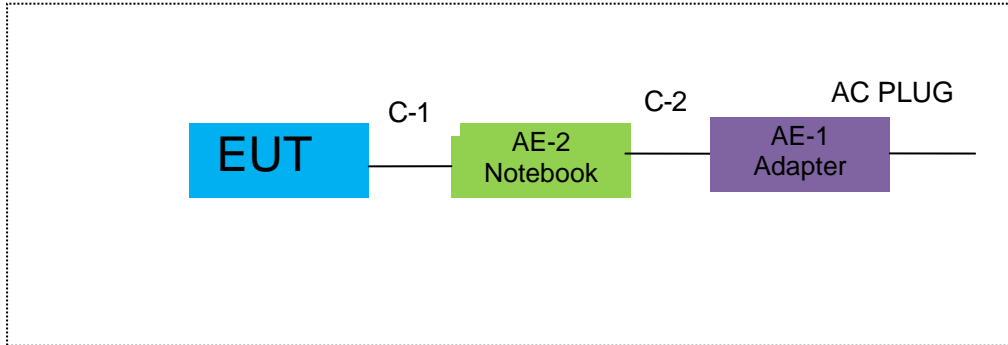 C-1
C-2
AC PLUG
EUT
AE-2
Notebook
AE-1
Adapter